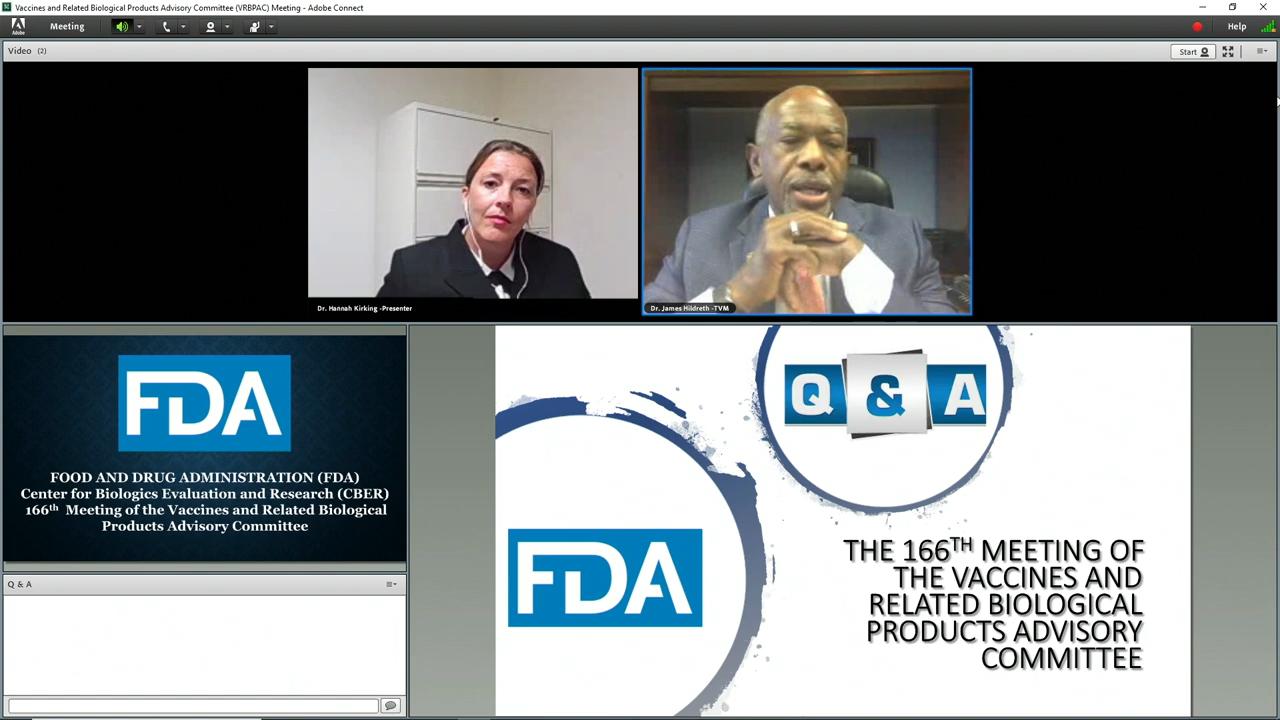 Vaccines and Related Biological Products Advisory Committee (VRBPAC) Meeting - Adobe Connect
Adobe
Meeting
Help
Video (2)
Start
Dr. Hannah Kirking -Presenter
Dr. James Hildreth -TVM
FDA
FOOD AND DRUG ADMINISTRATION (FDA)
Center for Biologics Evaluation and Research (CBER)
166th Meeting of the Vaccines and Related Biological
Products Advisory Committee
Q & A
Q & A
FDA
THE 166TH MEETING OF
THE VACCINES AND
RELATED BIOLOGICAL
PRODUCTS ADVISORY
COMMITTEE